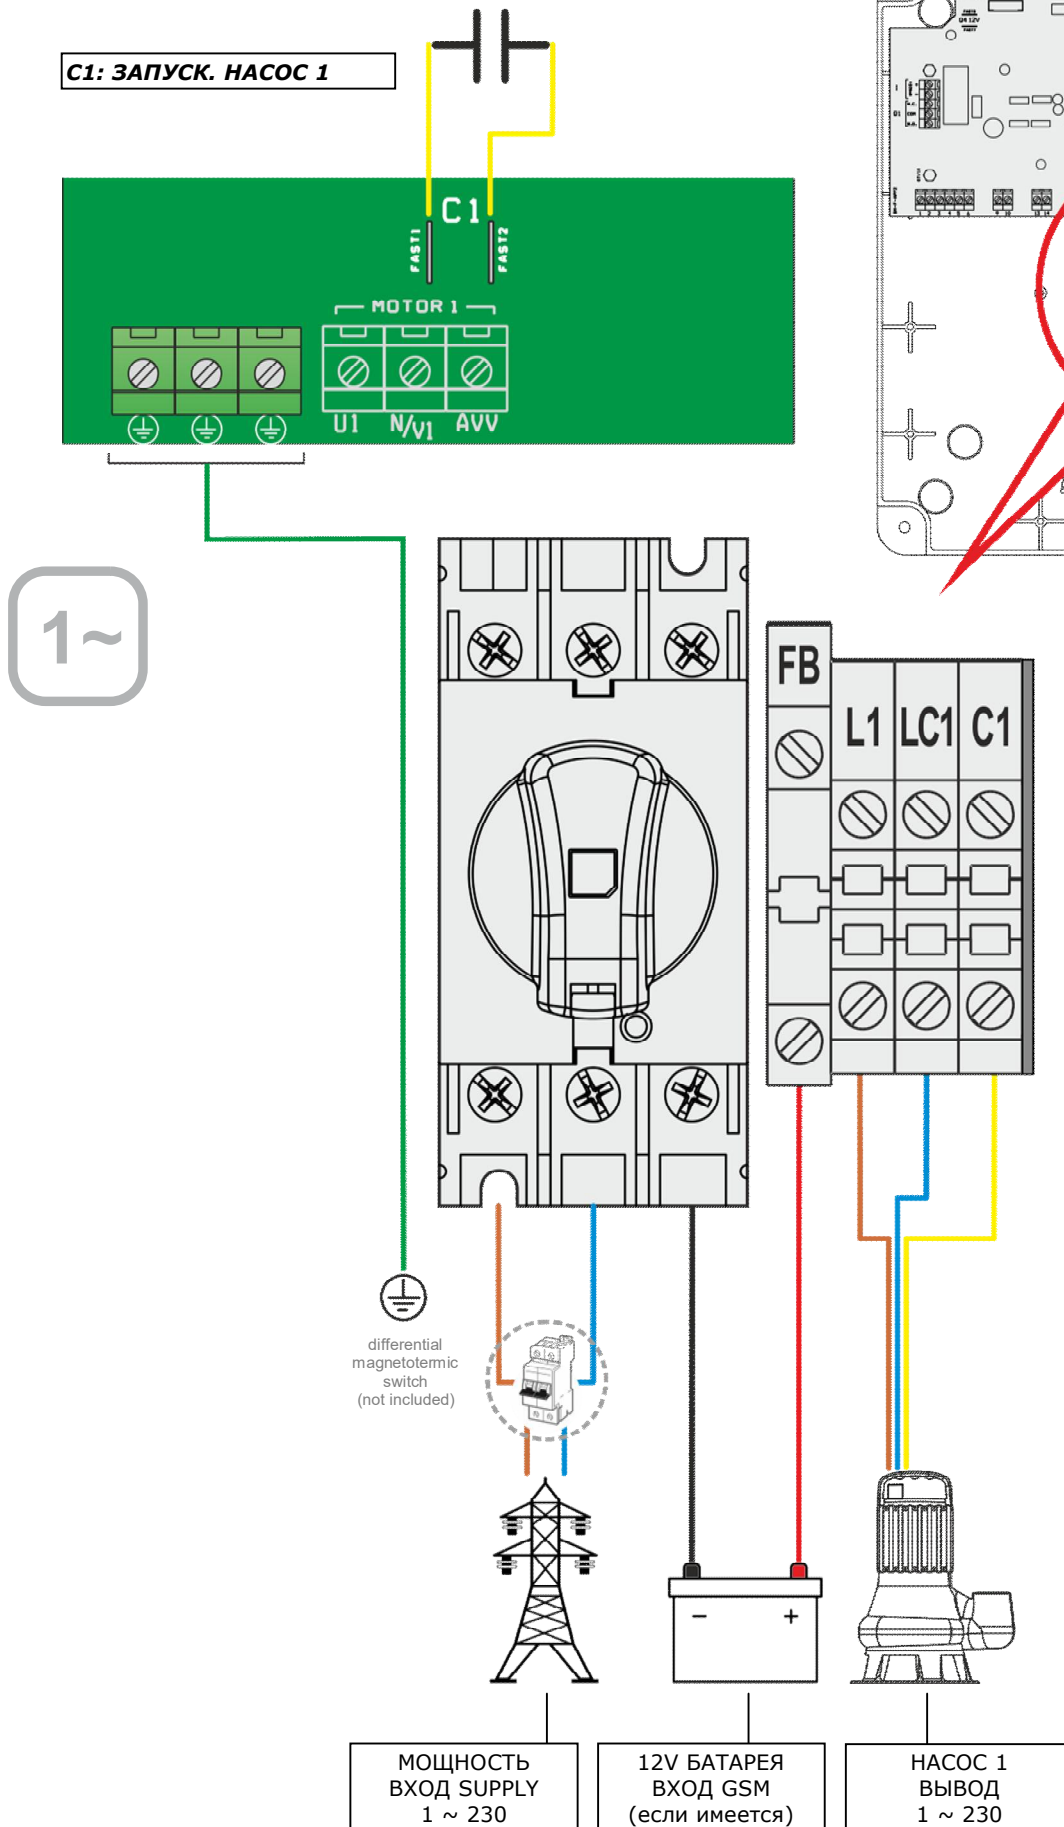 C1: ЗАПУСК. НАСОС 1
C1
FAST1
FAST2
MOTOR 1
U1 N/V1 AVV
1~
FB
L1 LC1 C1
differential
magnetotermic
switch
(not included)
- +
МОЩНОСТЬ
ВХОД SUPPLY
1 ~ 230
12V БАТАРЕЯ
ВХОД GSM
(если имеется)
НАСОС 1
ВЫВОД
1 ~ 230